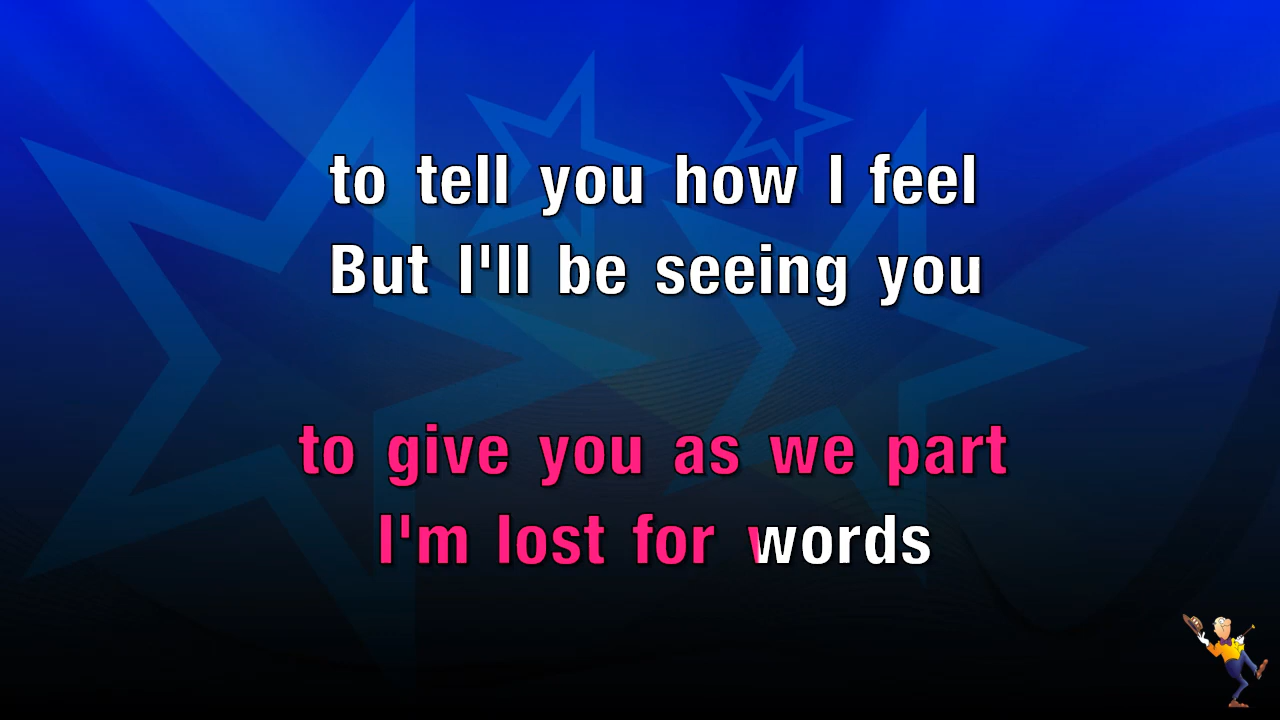 to tell you how I feel
But I'll be seeing you
to give you as we part
I'm lost for words